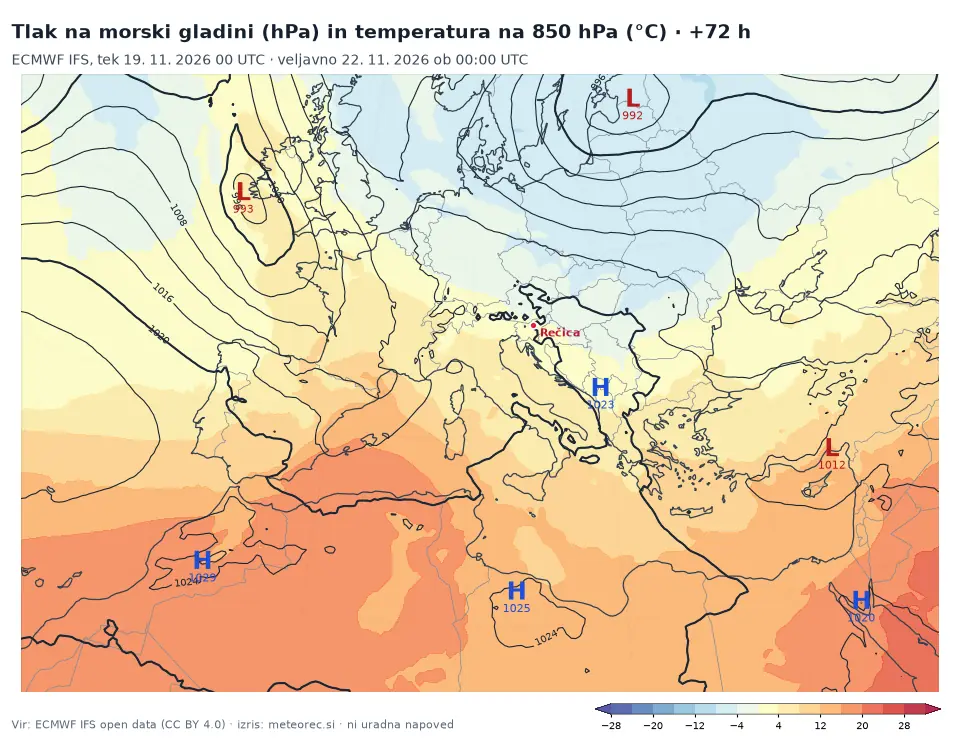 Tlak na morski gladini (hPa) in temperatura na 850 hPa (°C) · +72 h
ECMWF IFS, tek 19. 11. 2026 00 UTC · veljavno 22. 11. 2026 ob 00:00 UTC
L
992
L
993
1008
1016
1020
Rečica
H
1023
L
1012
H
1024
H
1025
1024
H
1020
−28 −20 −12 −4 4 12 20 28
Vir: ECMWF IFS open data (CC BY 4.0) · izris: meteorec.si · ni uradna napoved